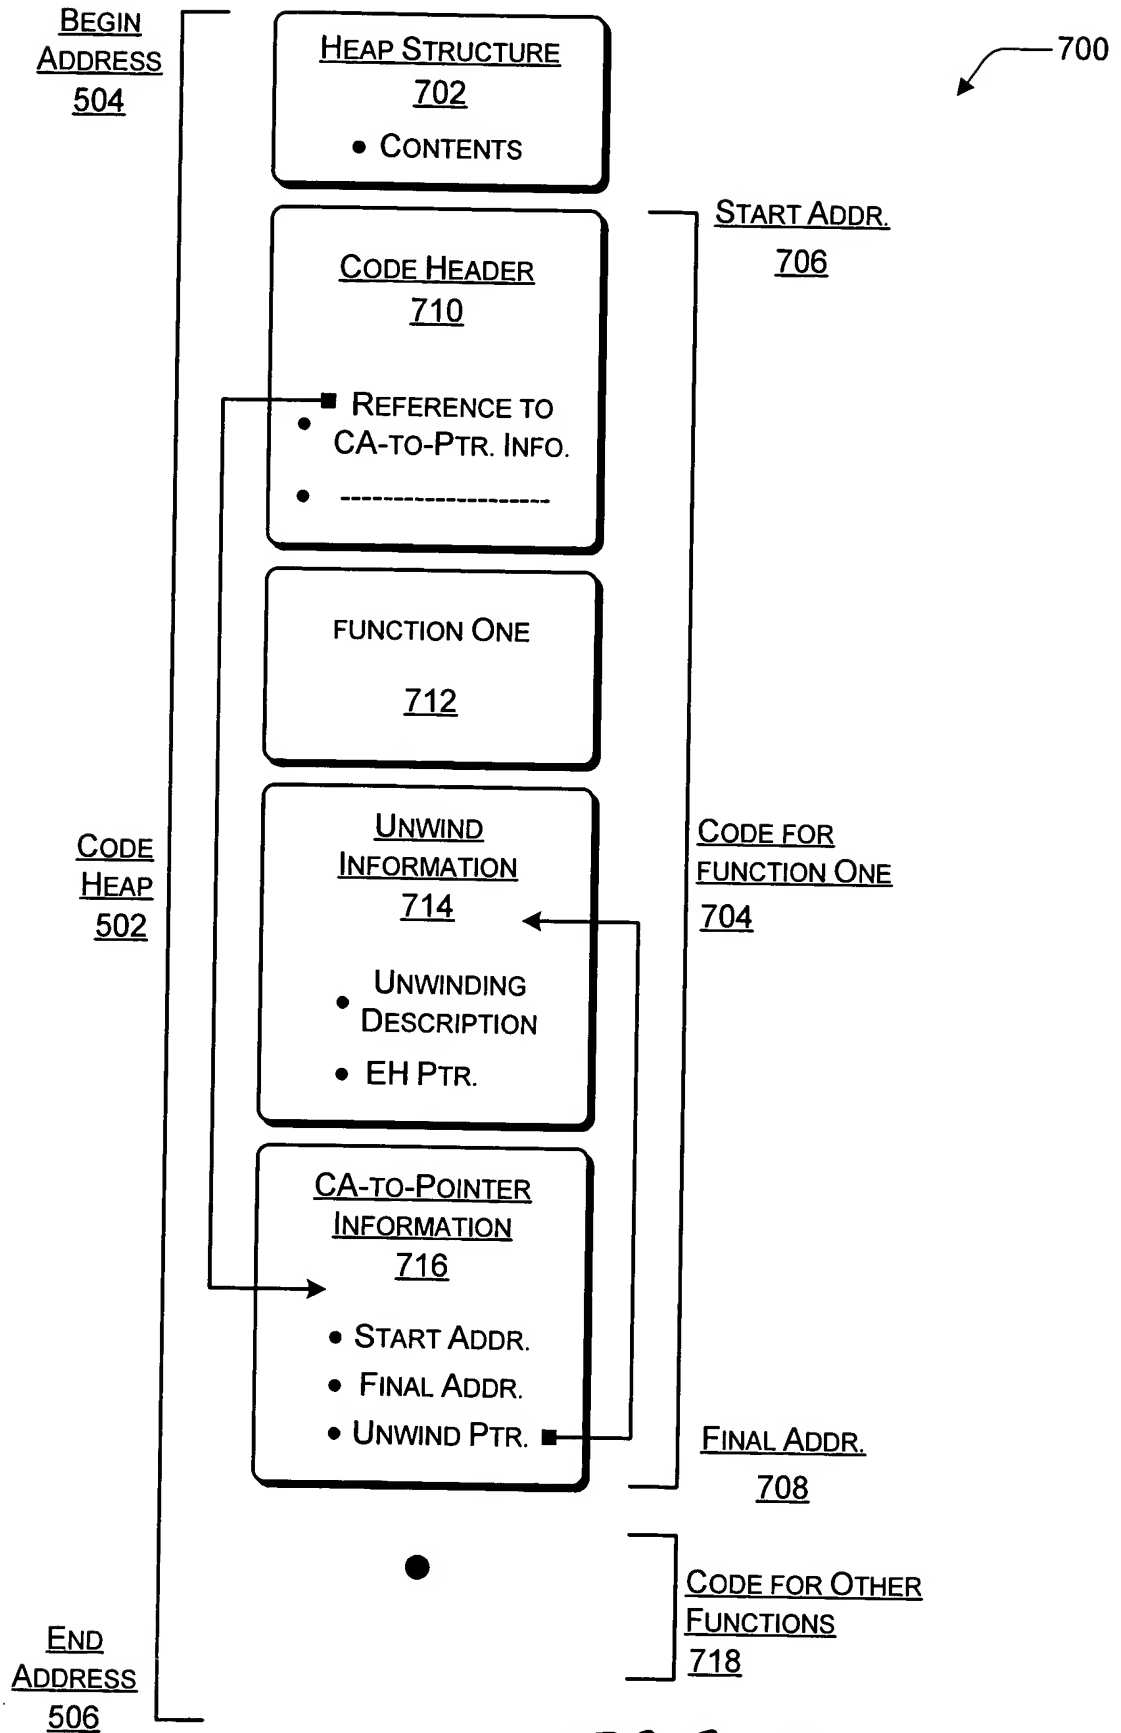 BEGIN
ADDRESS
504
HEAP STRUCTURE
702
• CONTENTS
700
START ADDR.
706
CODE HEADER
710
• REFERENCE TO
CA-TO-PTR. INFO.
• --------------------
FUNCTION ONE
712
CODE
HEAP
502
UNWIND
INFORMATION
714
• UNWINDING
DESCRIPTION
• EH PTR.
CODE FOR
FUNCTION ONE
704
CA-TO-POINTER
INFORMATION
716
• START ADDR.
• FINAL ADDR.
• UNWIND PTR.
FINAL ADDR.
708
CODE FOR OTHER
FUNCTIONS
718
END
ADDRESS
506